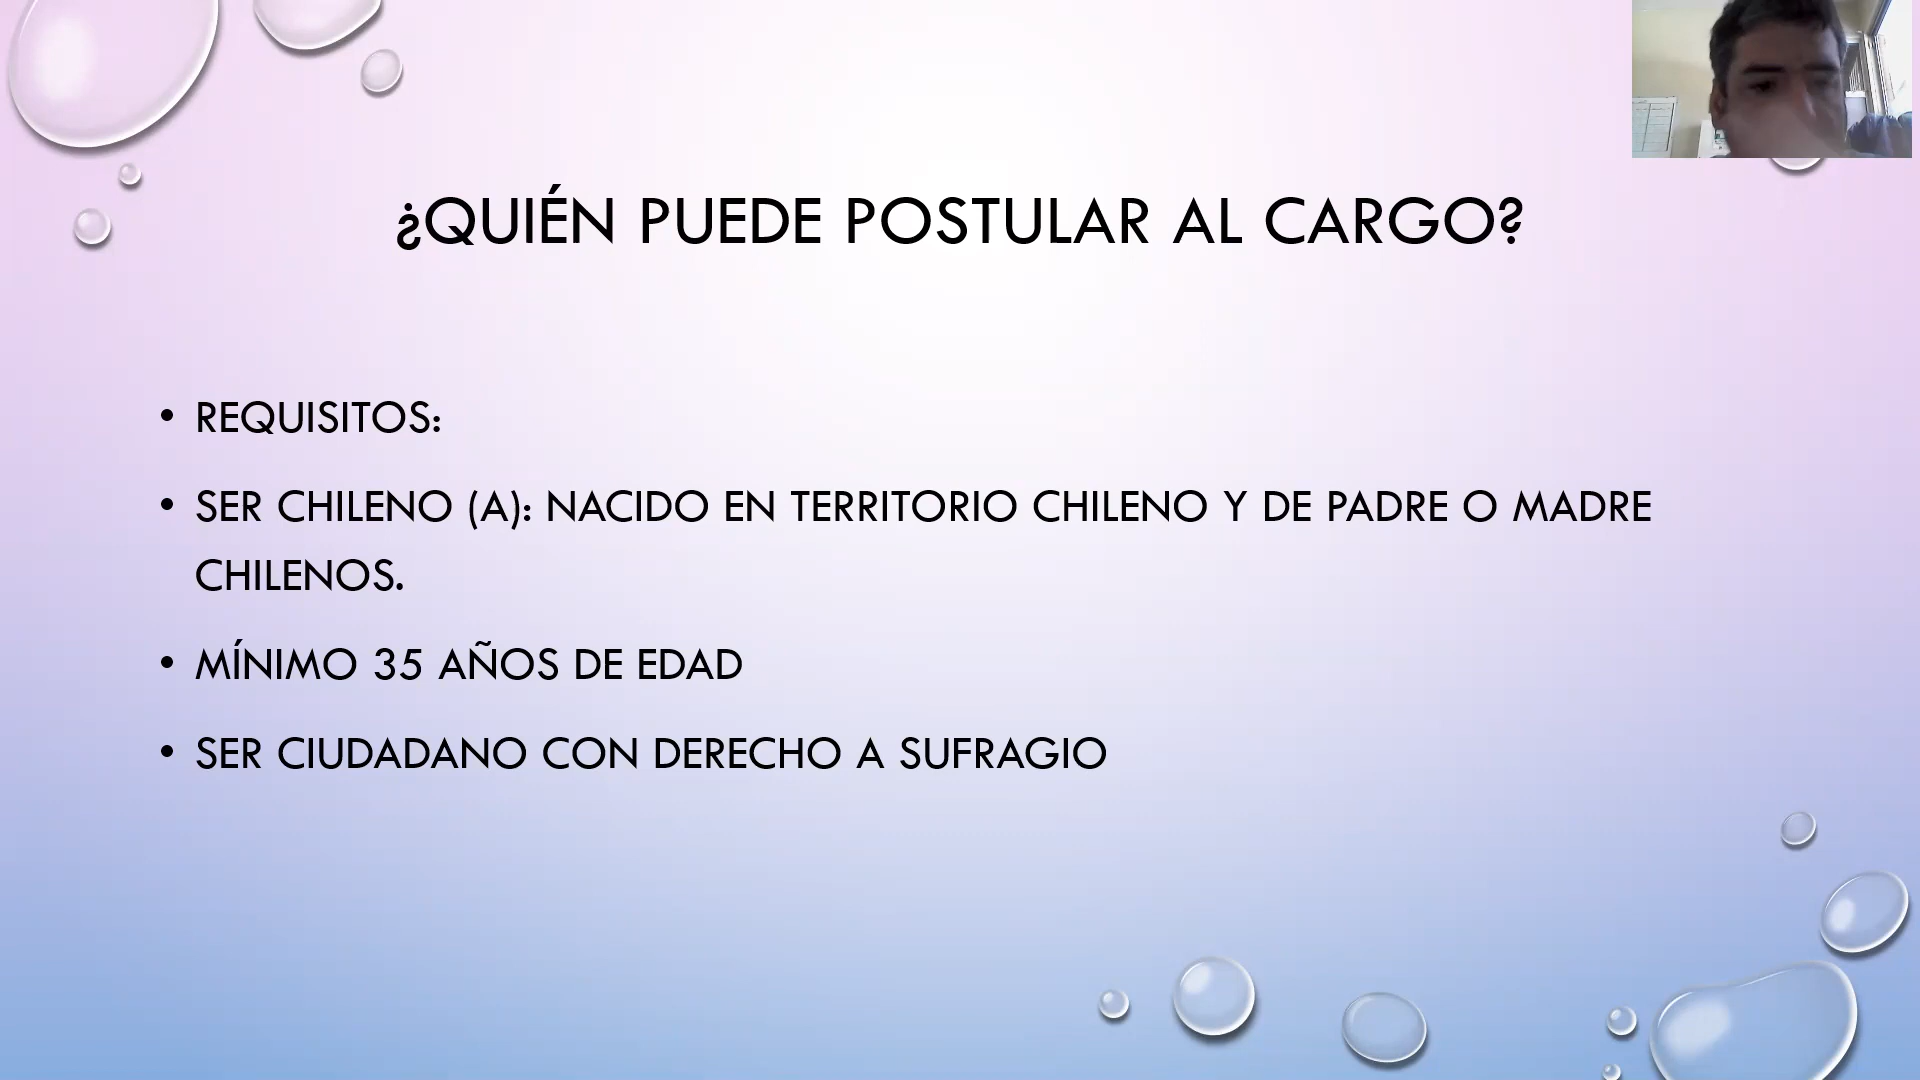 ¿QUIÉN PUEDE POSTULAR AL CARGO?
• REQUISITOS:
• SER CHILENO (A): NACIDO EN TERRITORIO CHILENO Y DE PADRE O MADRE
CHILENOS.
• MÍNIMO 35 AÑOS DE EDAD
• SER CIUDADANO CON DERECHO A SUFRAGIO